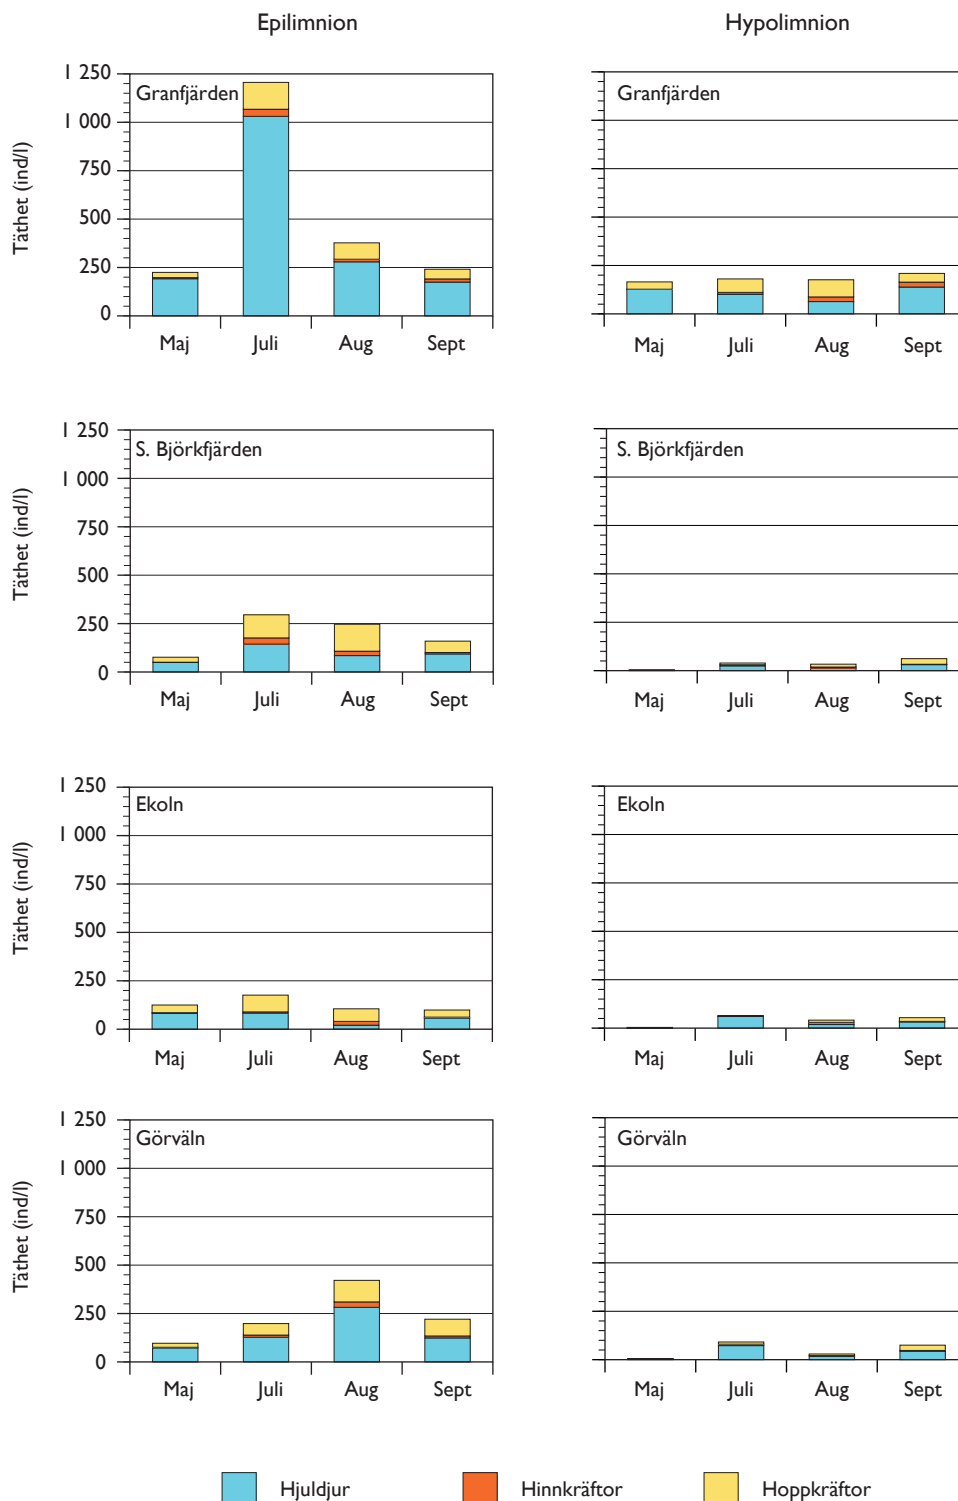 Epilimnion
Hypolimnion
Täthet (ind/l)
1 250
1 000
750
500
250
0
Granfjärden
Maj Juli Aug Sept
Granfjärden
Maj Juli Aug Sept
Täthet (ind/l)
1 250
1 000
750
500
250
0
S. Björkfjärden
Maj Juli Aug Sept
S. Björkfjärden
Maj Juli Aug Sept
Täthet (ind/l)
1 250
1 000
750
500
250
0
Ekoln
Maj Juli Aug Sept
Ekoln
Maj Juli Aug Sept
Täthet (ind/l)
1 250
1 000
750
500
250
0
Görväln
Maj Juli Aug Sept
Görväln
Maj Juli Aug Sept
Hjuldjur Hinnkräftor Hoppkräftor